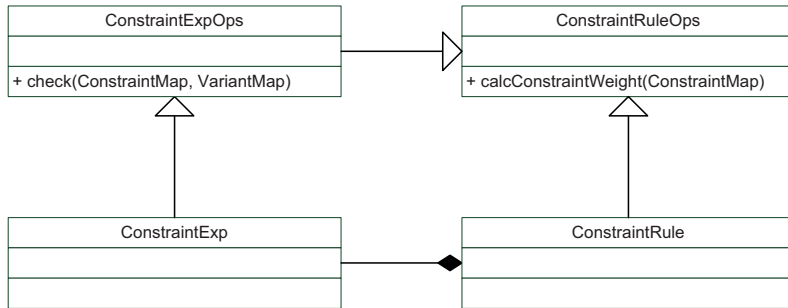 ConstraintExpOps
+ check(ConstraintMap, VariantMap)
ConstraintRuleOps
+ calcConstraintWeight(ConstraintMap)
ConstraintExp
ConstraintRule